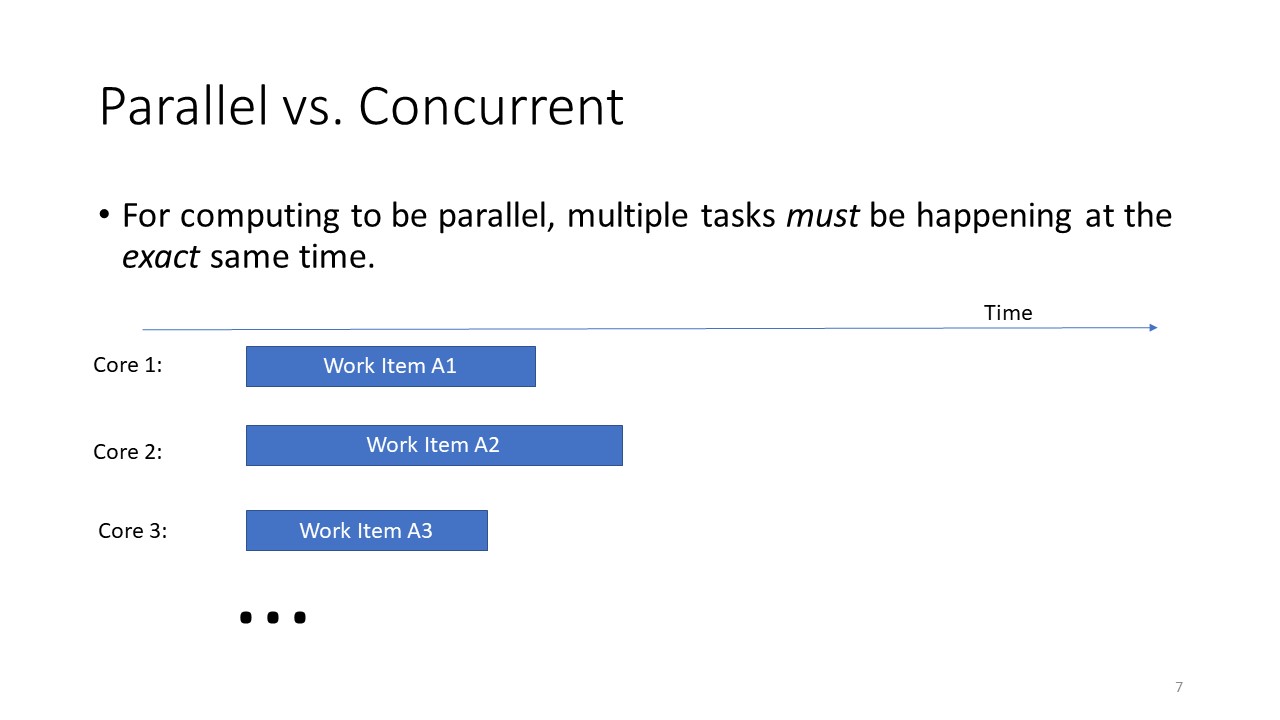 Parallel vs. Concurrent
• For computing to be parallel, multiple tasks must be happening at the
exact same time.
Time
Core 1:
Work Item A1
Core 2:
Work Item A2
Core 3:
Work Item A3
...
7